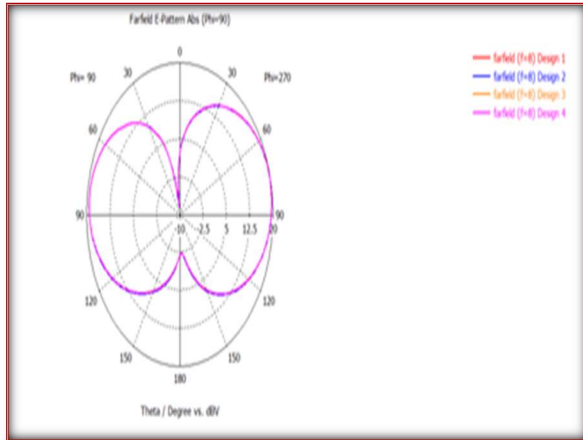 Farfield E-Pattern Abs (Phi=90)
0
Phi= 90
30
30
Phi=270
60
60
90
-10
-2.5
5
12.5
20
90
120
120
150
150
180
Theta / Degree vs. dBV
farfield (f=8) Design 1
farfield (f=8) Design 2
farfield (f=8) Design 3
farfield (f=8) Design 4